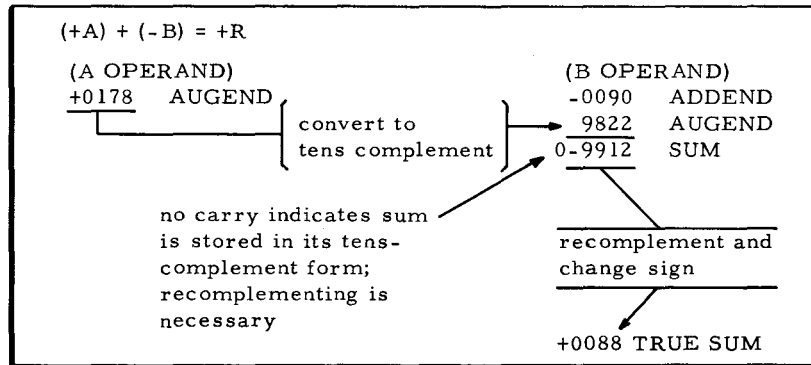 (+A) + (-B) = +R
(A OPERAND)
+0178 AUGEND
convert to
tens complement
(B OPERAND)
-0090 ADDEND
9822 AUGEND
0-9912 SUM
no carry indicates sum
is stored in its tens-
complement form;
recomplementing is
necessary
recomplement and
change sign
+0088 TRUE SUM